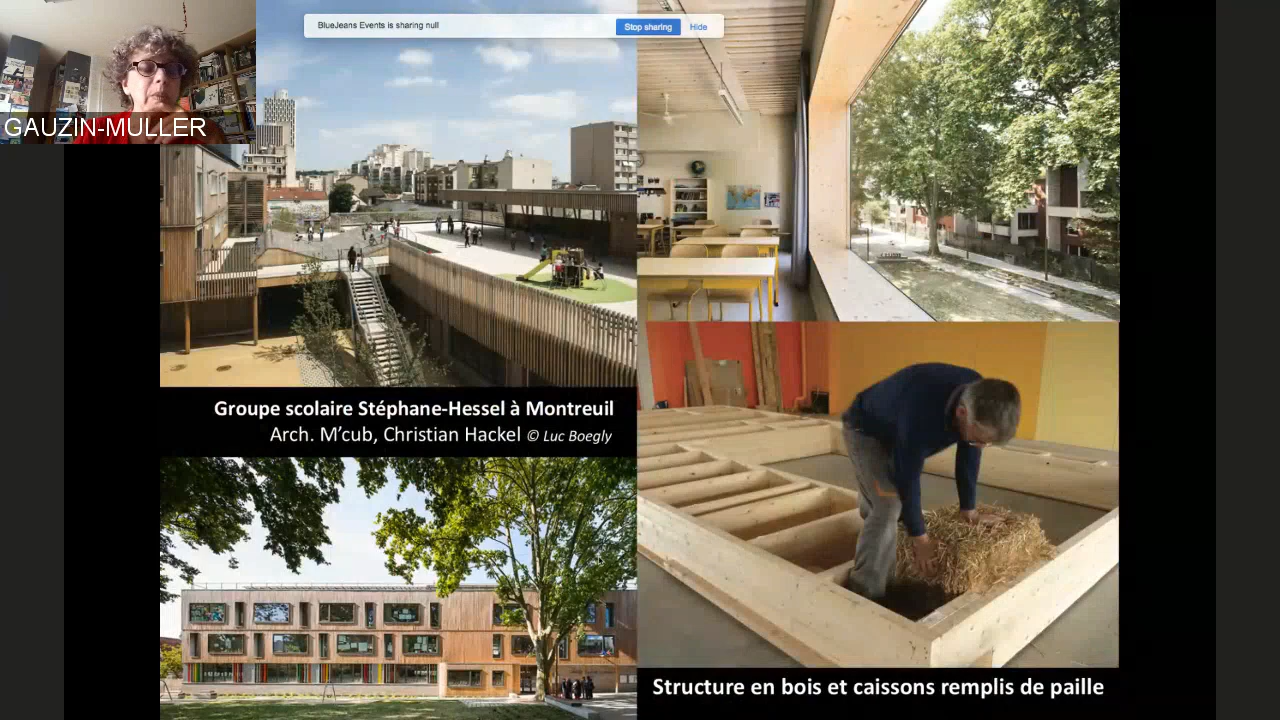 BlueJeans Events is sharing null
Stop sharing
Hide
GAUZIN-MULLER
Groupe scolaire Stéphane-Hessel à Montreuil
Arch. M’cub, Christian Hackel © Luc Boegly
Structure en bois et caissons remplis de paille